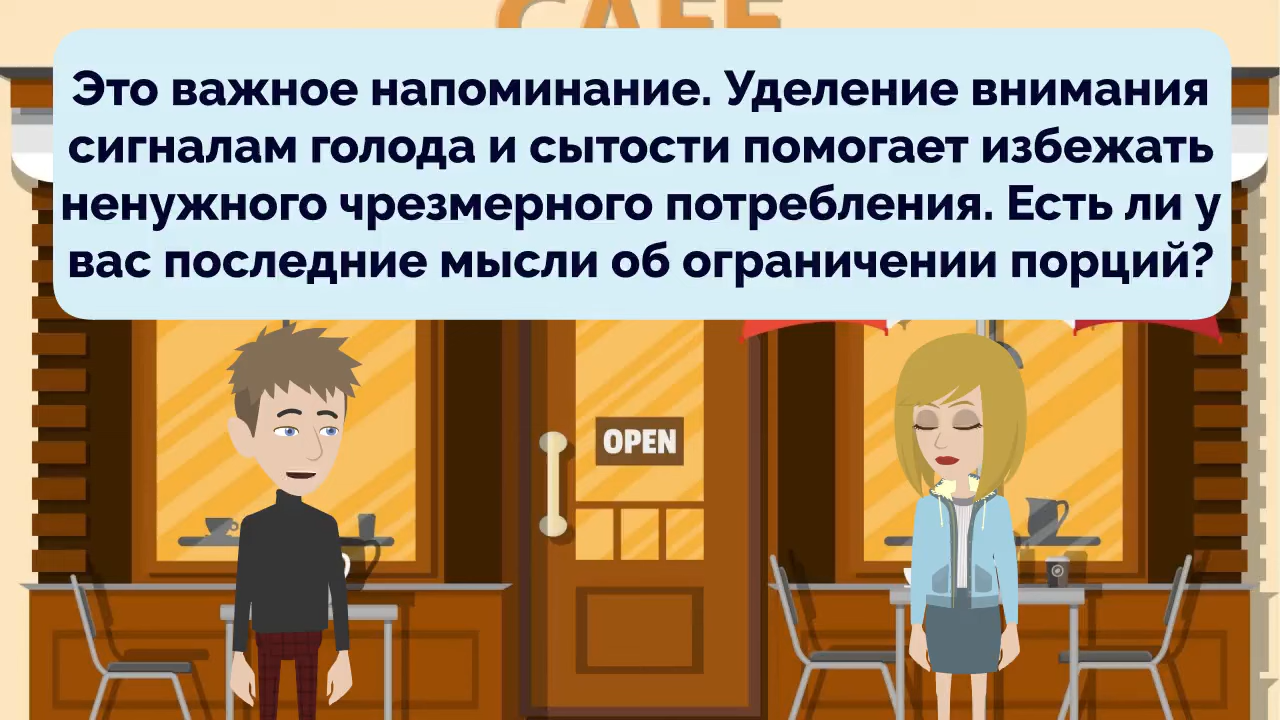 CAFE
Это важное напоминание. Уделение внимания
сигналам голода и сытости помогает избежать
ненужного чрезмерного потребления. Есть ли у
вас последние мысли об ограничении порций?
OPEN